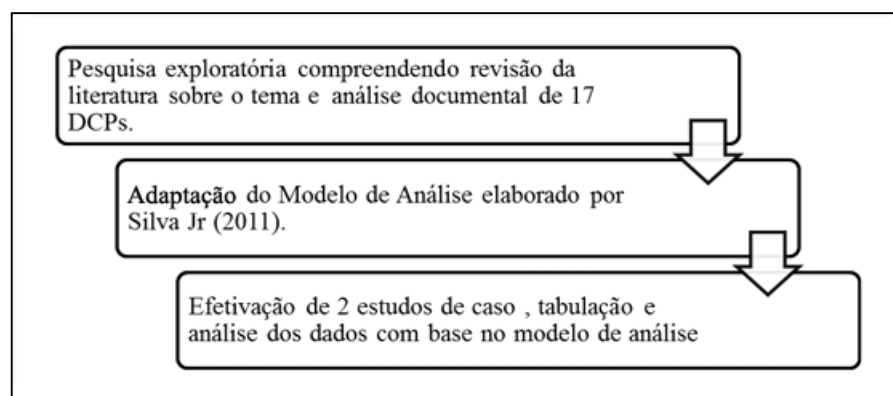 Pesquisa exploratória compreendendo revisão da
literatura sobre o tema e análise documental de 17
DCPs.
Adaptação do Modelo de Análise elaborado por
Silva Jr (2011).
Efetivação de 2 estudos de caso , tabulação e
análise dos dados com base no modelo de análise